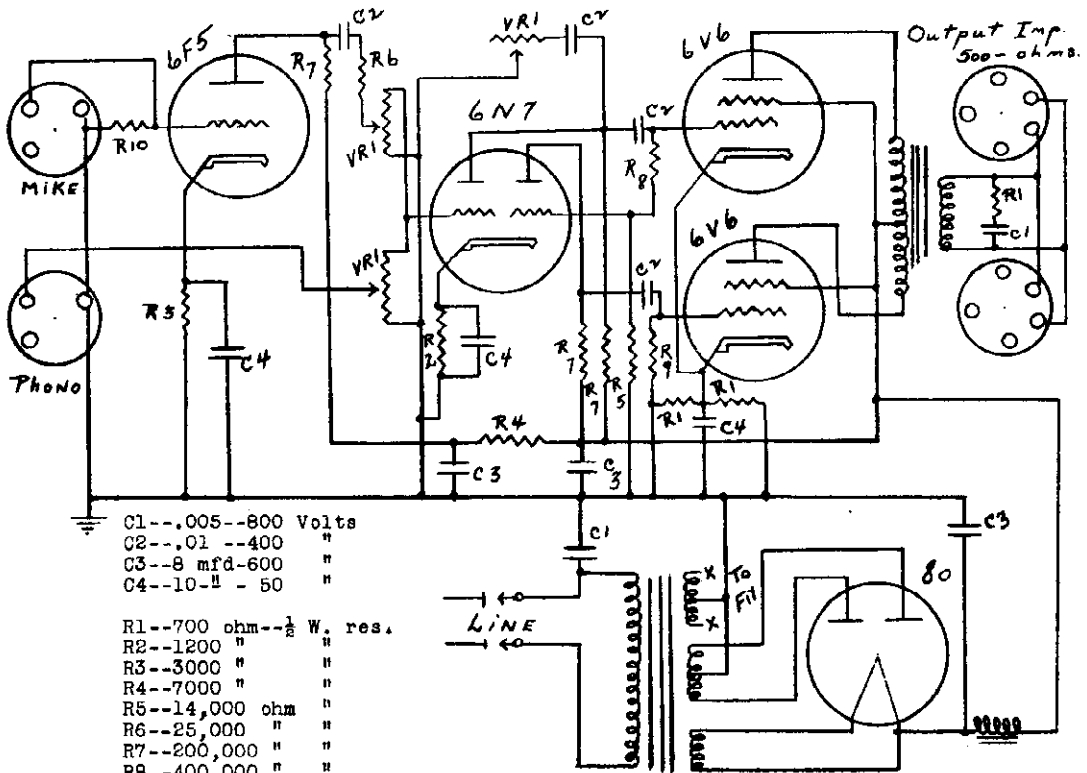 6F5
C2
VR1
C2
6V6
Output Imp.
500-ohms.
R7
R6
6N7
C2
R10
VR1
R8
R1
MIKE
C1
6V6
VR1
C2
R3
R2
C4
R7
R7
R5
R9
C4
PHONO
R1
R1
R4
C4
C3
C3
C1--.005--800 Volts
C2--.01 --400 "
C3--8 mfd-600 "
C4--10-" - 50 "
C1
C3
X To
Fil
X
80
LINE
R1--700 ohm--½ W. res.
R2--1200 " "
R3--3000 " "
R4--7000 " "
R5--14,000 ohm "
R6--25,000 " "
R7--200,000 " "
R8--400,000 " "